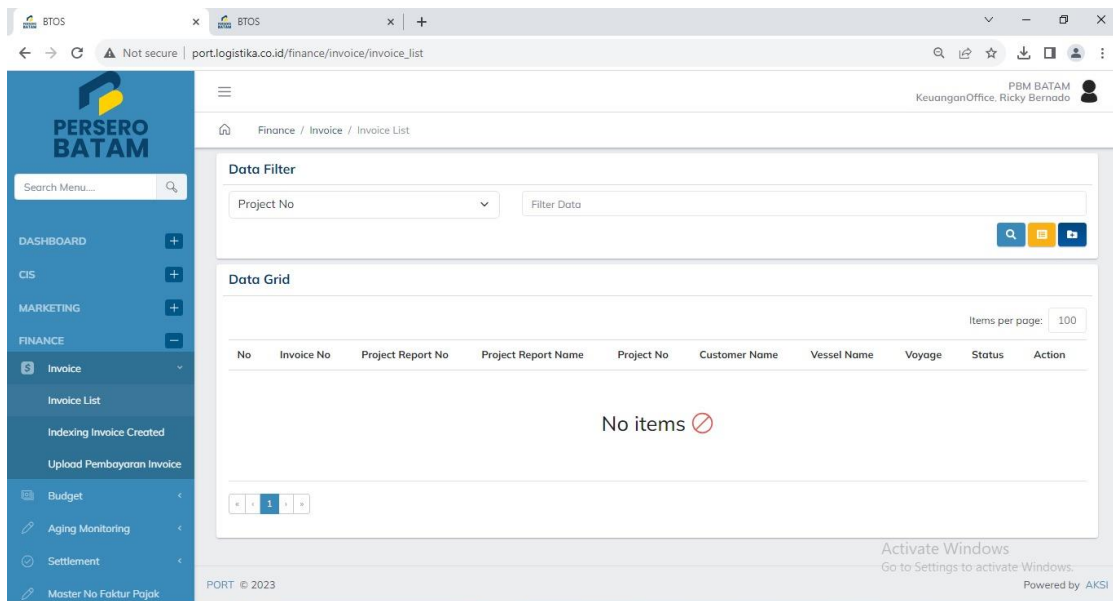 BTOS
BTOS
Not secure | port.logistika.co.id/finance/invoice/invoice_list
PERSERO
BATAM
Search Menu....
DASHBOARD
CIS
MARKETING
FINANCE
Invoice
Invoice List
Indexing Invoice Created
Upload Pembayaran Invoice
Budget
Aging Monitoring
Settlement
Master No Faktur Pajak
PBM BATAM
KeuanganOffice, Ricky Bernado
Finance / Invoice / Invoice List
Data Filter
Project No
Filter Data
Data Grid
Items per page: 100
No Invoice No Project Report No Project Report Name Project No Customer Name Vessel Name Voyage Status Action
No items
« ‹ 1 › »
Activate Windows
Go to Settings to activate Windows.
PORT © 2023
Powered by AKSI